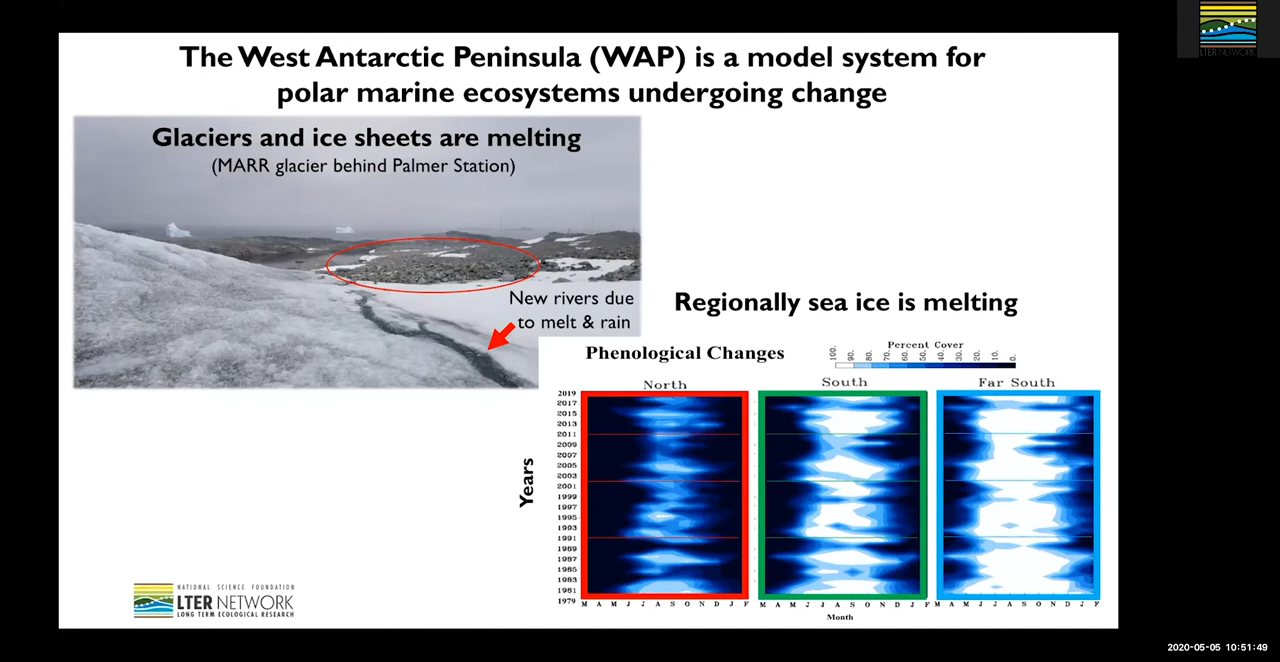 LTER NETWORK
The West Antarctic Peninsula (WAP) is a model system for
polar marine ecosystems undergoing change
Glaciers and ice sheets are melting
(MARR glacier behind Palmer Station)
New rivers due
to melt & rain
Regionally sea ice is melting
Phenological Changes
Percent Cover
100. 90. 80. 70. 60. 50. 40. 30. 20. 10. 0.
North
South
Far South
Years
2019
2017
2015
2013
2011
2009
2007
2005
2003
2001
1999
1997
1995
1993
1991
1989
1987
1985
1983
1981
1979
M A M J J A S O N D J F
M A M J J A S O N D J F
M A M J J A S O N D J F
Month
NATIONAL SCIENCE FOUNDATION
LTER NETWORK
LONG TERM ECOLOGICAL RESEARCH
2020-05-05 10:51:49